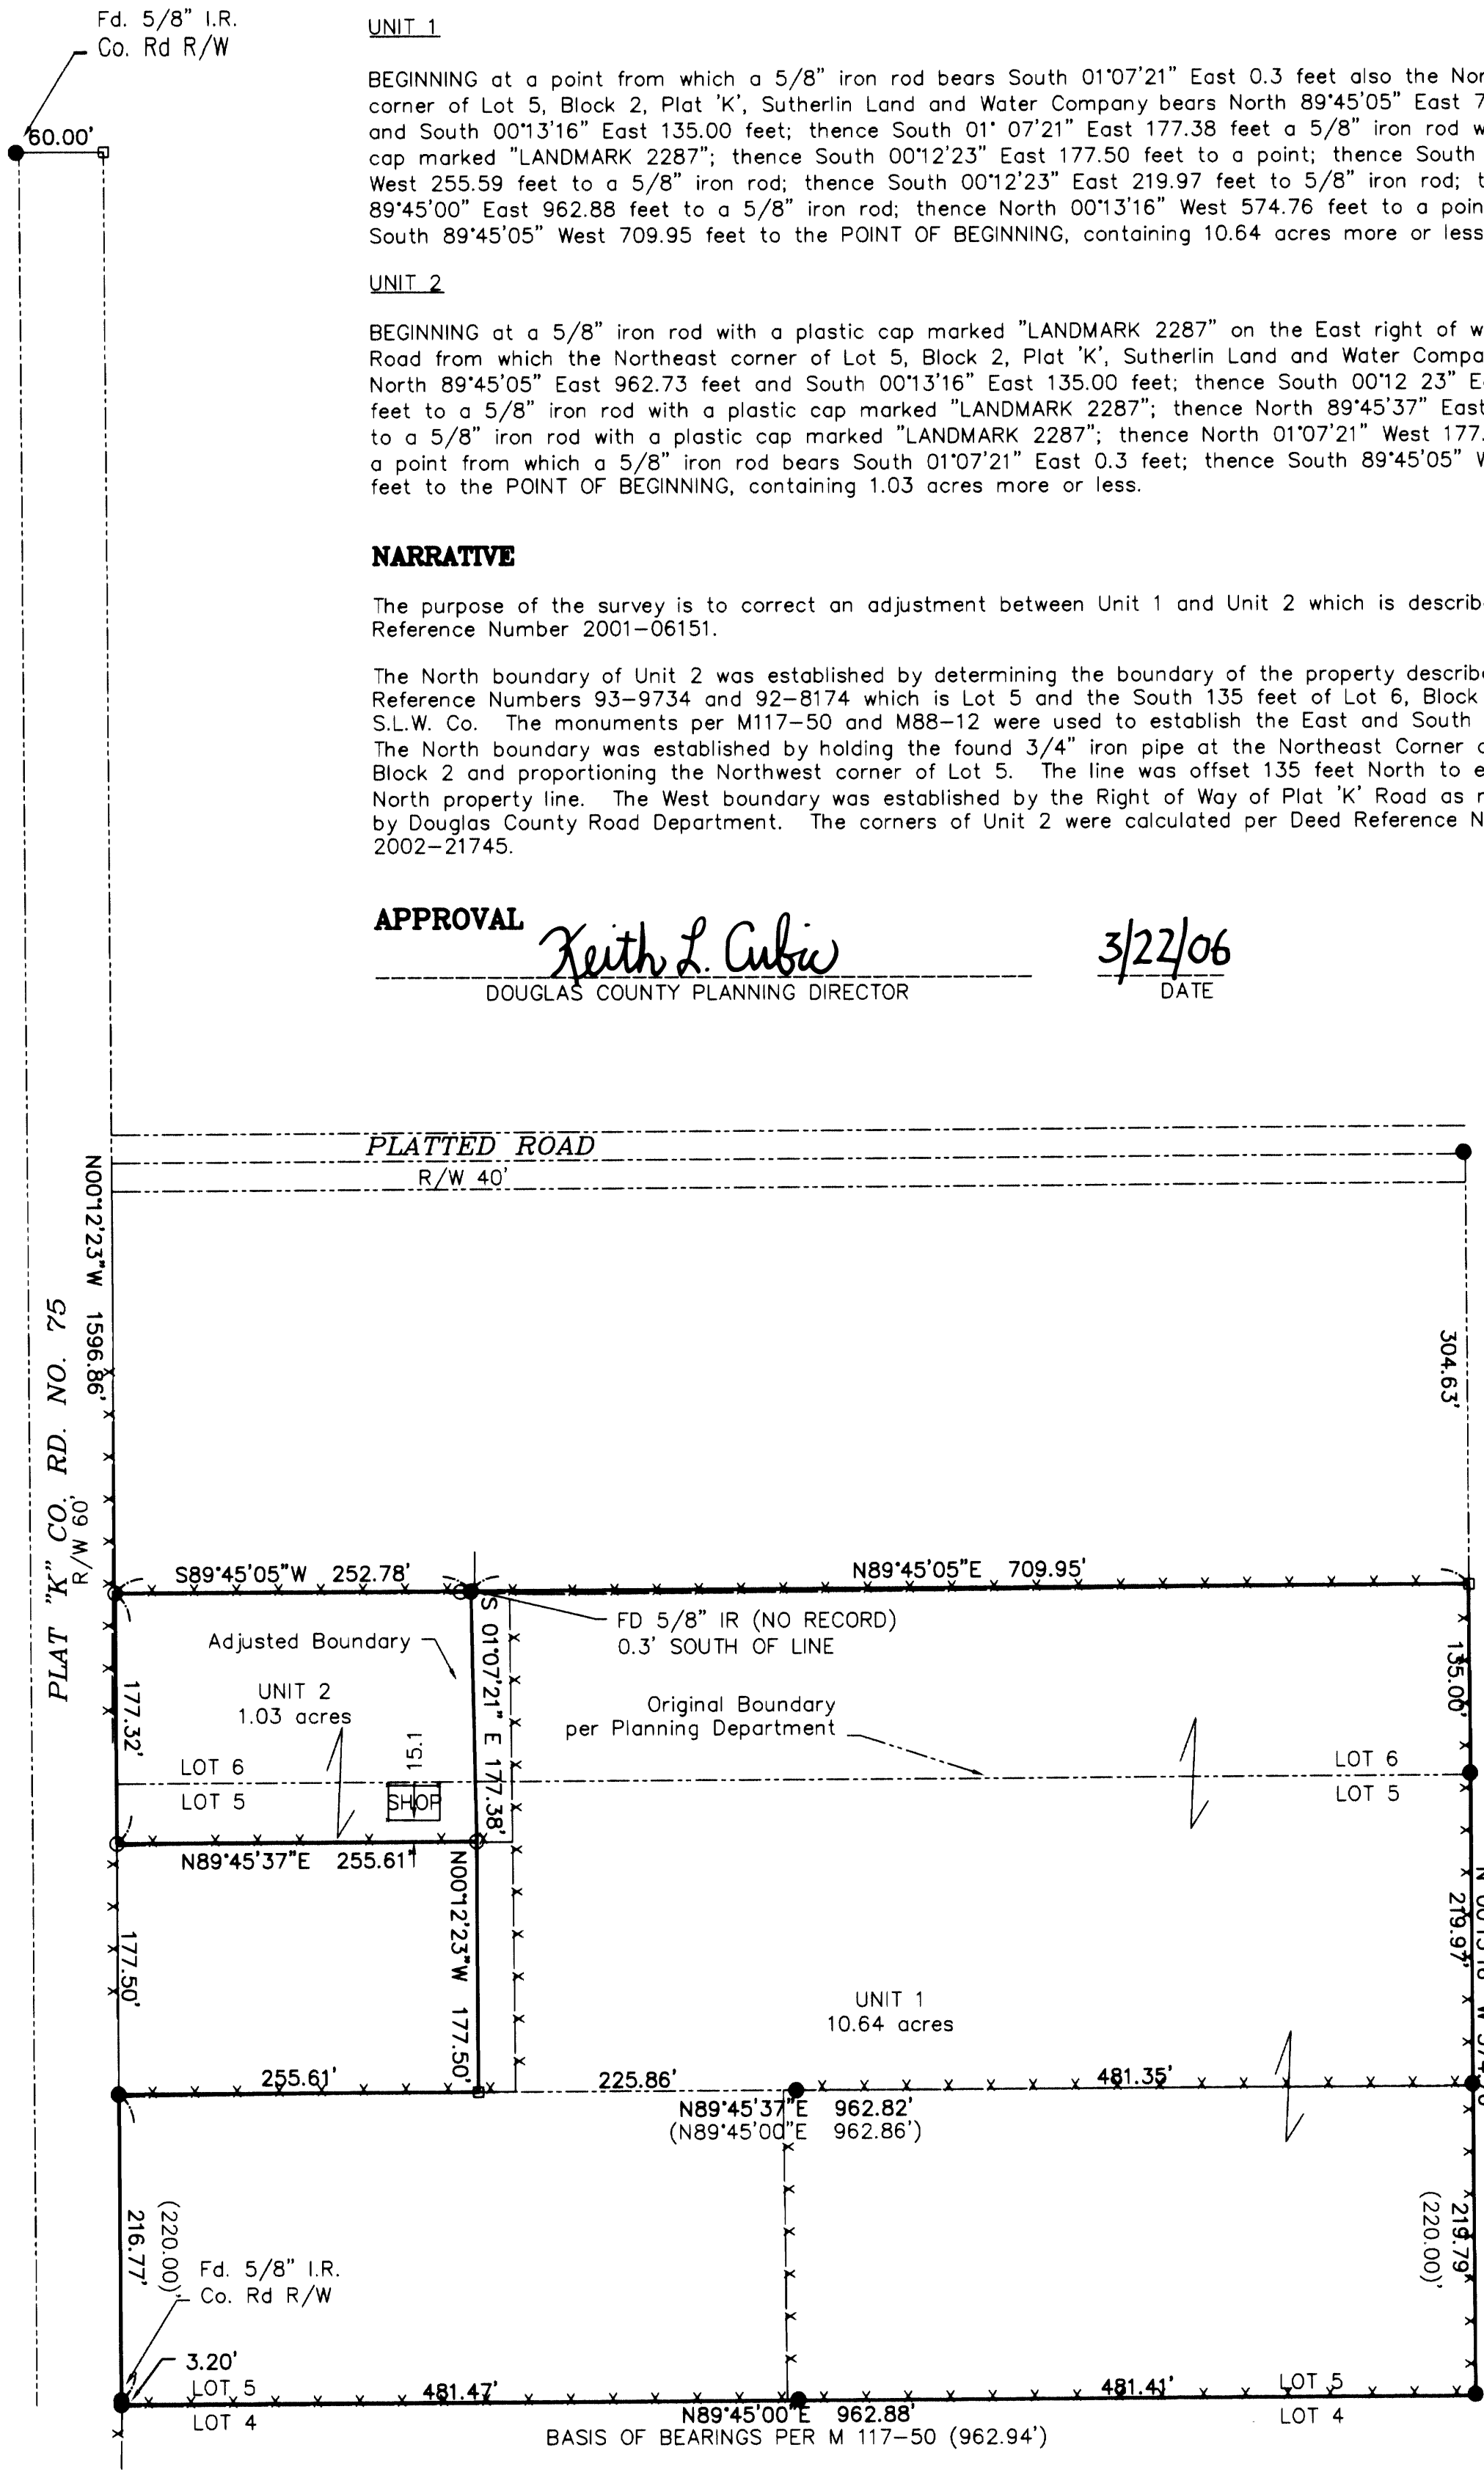 Fd. 5/8" I.R.
Co. Rd R/W
60.00'
UNIT 1
BEGINNING at a point from which a 5/8" iron rod bears South 01°07'21" East 0.3 feet also the
corner of Lot 5, Block 2, Plat 'K', Sutherlin Land and Water Company bears North 89°45'05" East
and South 00°13'16" East 135.00 feet; thence South 01° 07'21" East 177.38 feet a 5/8" iron rod
cap marked "LANDMARK 2287"; thence South 00°12'23" East 177.50 feet to a point; thence South
West 255.59 feet to a 5/8" iron rod; thence South 00°12'23" East 219.97 feet to 5/8" iron rod;
89°45'00" East 962.88 feet to a 5/8" iron rod; thence North 00°13'16" West 574.76 feet to a
South 89°45'05" West 709.95 feet to the POINT OF BEGINNING, containing 10.64 acres more or less
UNIT 2
BEGINNING at a 5/8" iron rod with a plastic cap marked "LANDMARK 2287" on the East right of
Road from which the Northeast corner of Lot 5, Block 2, Plat 'K', Sutherlin Land and Water
North 89°45'05" East 962.73 feet and South 00°13'16" East 135.00 feet; thence South 00°12 23"
feet to a 5/8" iron rod with a plastic cap marked "LANDMARK 2287"; thence North 89°45'37" East
to a 5/8" iron rod with a plastic cap marked "LANDMARK 2287"; thence North 01°07'21" West 177.
a point from which a 5/8" iron rod bears South 01°07'21" East 0.3 feet; thence South 89°45'05"
feet to the POINT OF BEGINNING, containing 1.03 acres more or less.
NARRATIVE
The purpose of the survey is to correct an adjustment between Unit 1 and Unit 2 which is
Reference Number 2001-06151.
The North boundary of Unit 2 was established by determining the boundary of the property
Reference Numbers 93-9734 and 92-8174 which is Lot 5 and the South 135 feet of Lot 6, Block
S.L.W. Co. The monuments per M117-50 and M88-12 were used to establish the East and South
The North boundary was established by holding the found 3/4" iron pipe at the Northeast Corner
Block 2 and proportioning the Northwest corner of Lot 5. The line was offset 135 feet North to
North property line. The West boundary was established by the Right of Way of Plat 'K' Road as
by Douglas County Road Department. The corners of Unit 2 were calculated per Deed Reference
2002-21745.
APPROVAL
Keith L. Cubic
3/22/06
DOUGLAS COUNTY PLANNING DIRECTOR
DATE
PLATTED ROAD
R/W 40'
N00°12'23"W 1596.86'
PLAT "K" CO. RD. NO. 75
R/W 60'
304.63'
S89°45'05"W 252.78'
N89°45'05"E 709.95'
FD 5/8" IR (NO RECORD)
0.3' SOUTH OF LINE
Adjusted Boundary
S 01°07'21" E 177.38'
135.00'
177.32'
UNIT 2
1.03 acres
Original Boundary
per Planning Department
15.1
LOT 6
LOT 5
SHOP
LOT 6
LOT 5
N89°45'37"E 255.61'
N00°12'23"W 177.50'
177.50'
219.97'
UNIT 1
10.64 acres
255.61'
225.86'
481.35'
N89°45'37"E 962.82'
(N89°45'00"E 962.86')
216.77'
(220.00)'
219.79'
(220.00)'
Fd. 5/8" I.R.
Co. Rd R/W
3.20'
LOT 5
LOT 4
481.47'
481.41'
LOT 5
LOT 4
N89°45'00"E 962.88'
BASIS OF BEARINGS PER M 117-50 (962.94')